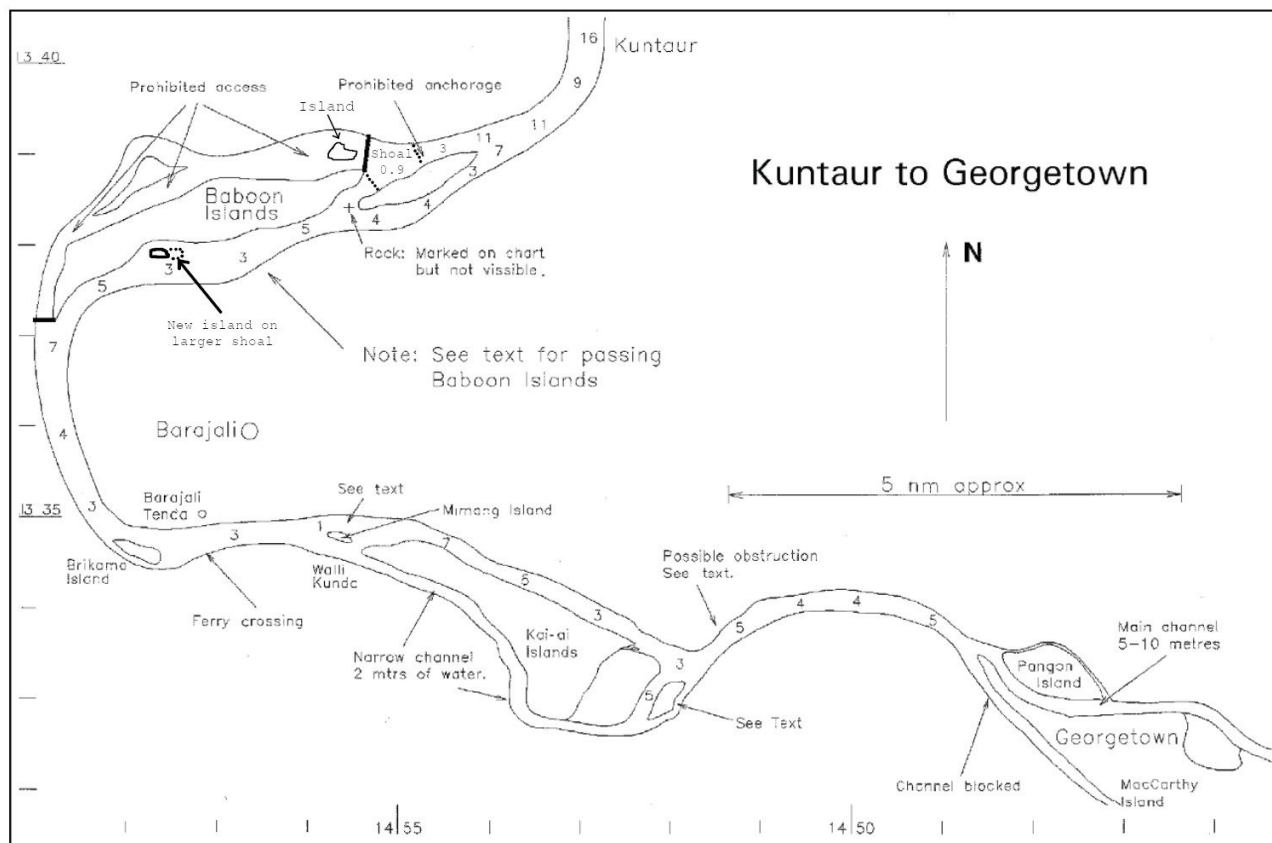 16
Kuntaur
13 40
9
Prohibited access
Prohibited anchorage
Island
11
11
3
7
Shoal
0.9
3
Kuntaur to Georgetown
Baboon
Islands
4
4
5
N
Rock: Marked on chart
but not vissible.
3
3
5
New island on
larger shoal
7
Note: See text for passing
Baboon Islands
4
Barajali
5 nm approx
See text
Barajali
Tenda
3
Mimang Island
13 35
1
3
7
Possible obstruction
See text.
Brikama
Island
Walli
Kunda
5
4
4
Ferry crossing
3
5
5
Main channel
5-10 metres
Kai-ai
Islands
Narrow channel
2 mtrs of water.
3
Pangon
Island
5
See Text
Georgetown
Channel blocked
MacCarthy
Island
14 55
14 50